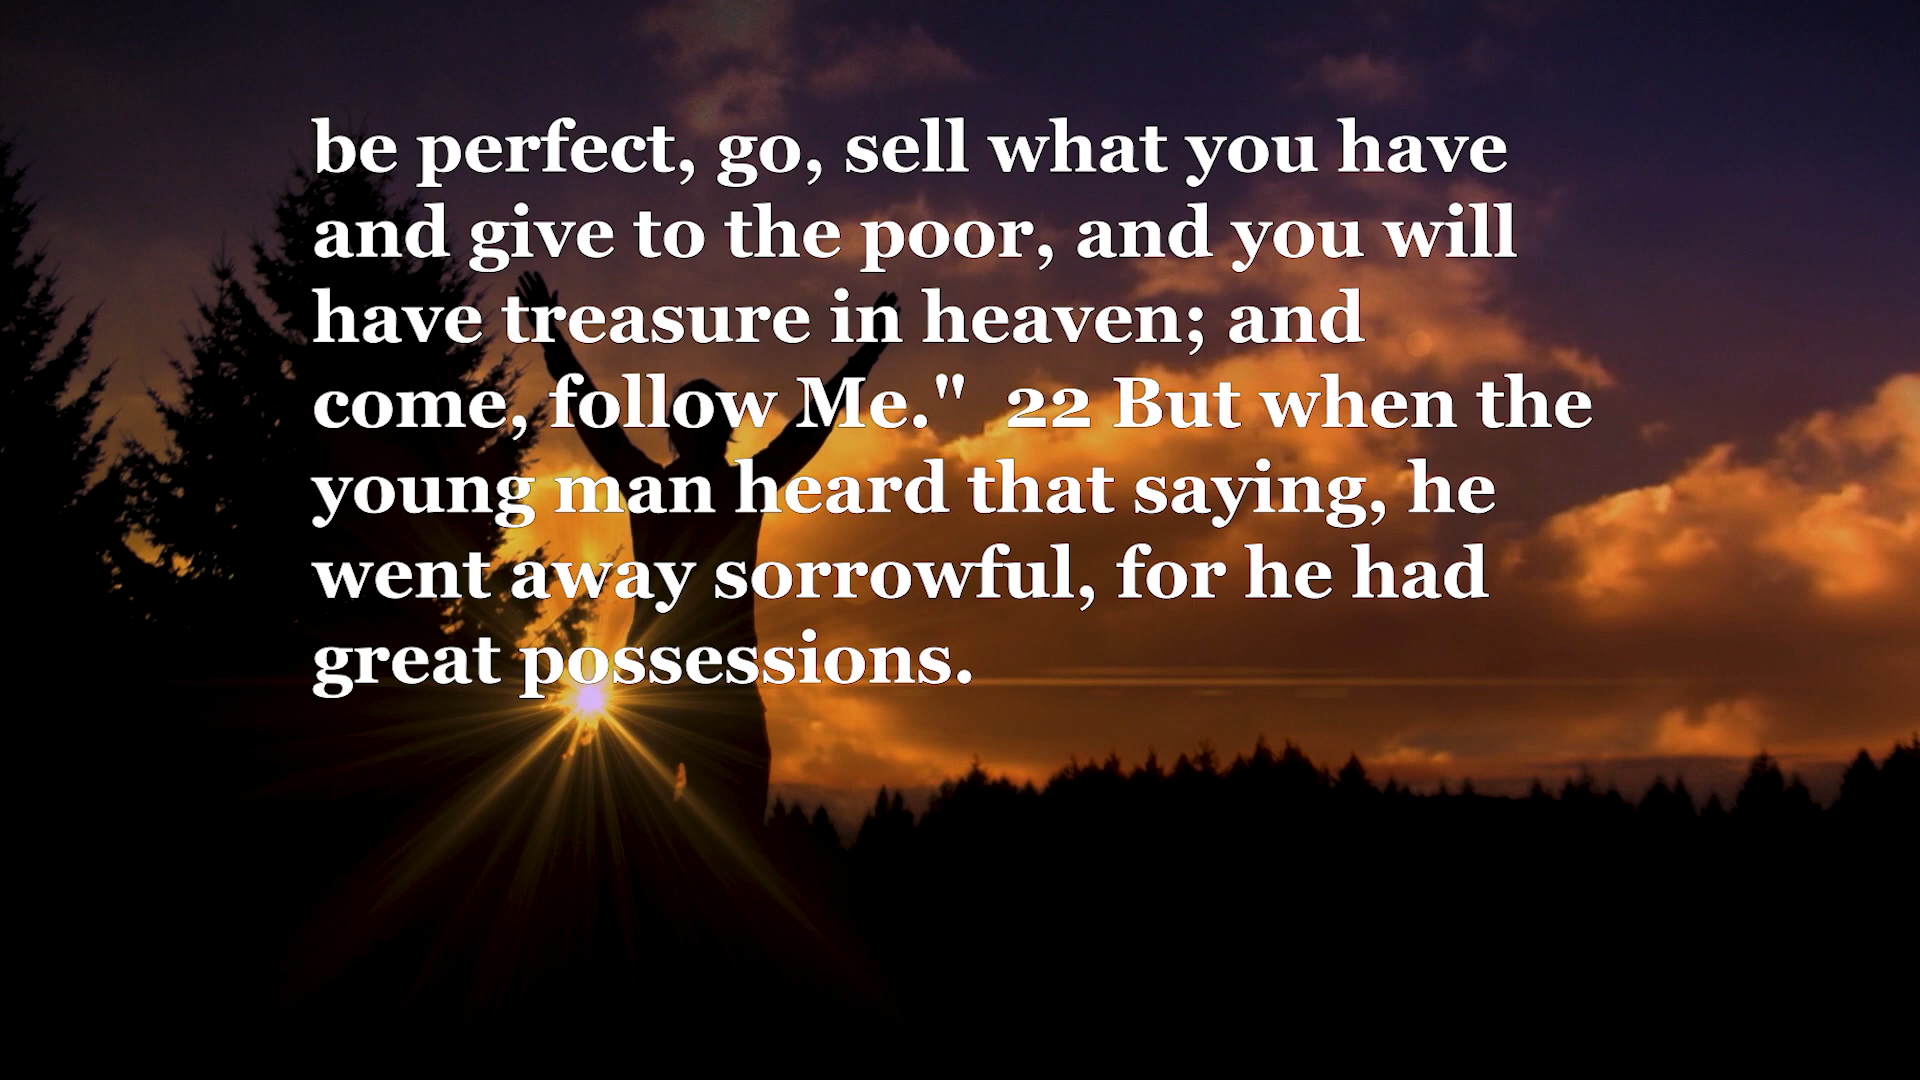 be perfect, go, sell what you have
and give to the poor, and you will
have treasure in heaven; and
come, follow Me."  22 But when the
young man heard that saying, he
went away sorrowful, for he had
great possessions.